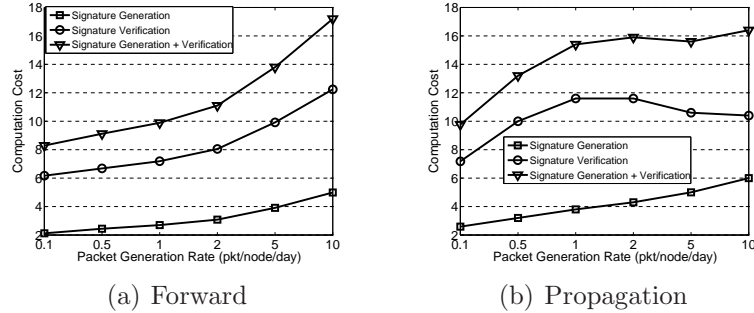 18
16
14
12
10
8
6
4
2
Computation Cost
Signature Generation
Signature Verification
Signature Generation + Verification
0.1 0.5 1 2 5 10
Packet Generation Rate (pkt/node/day)
(a) Forward
18
16
14
12
10
8
6
4
2
Computation Cost
Signature Generation
Signature Verification
Signature Generation + Verification
0.1 0.5 1 2 5 10
Packet Generation Rate (pkt/node/day)
(b) Propagation